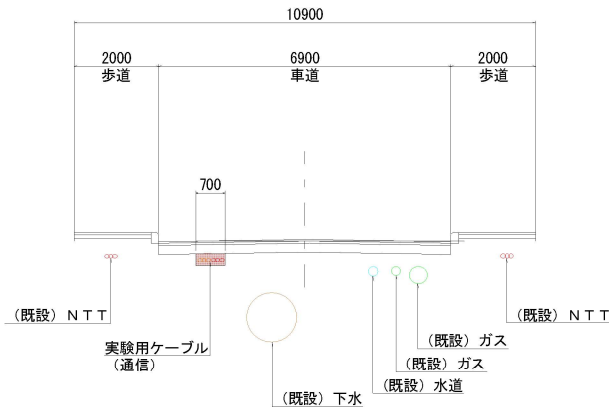 10900
2000
歩道
6900
車道
2000
歩道
700
(既設) ＮＴＴ
実験用ケーブル
(通信)
(既設) 下水
(既設) 水道
(既設) ガス
(既設) ガス
(既設) ＮＴＴ